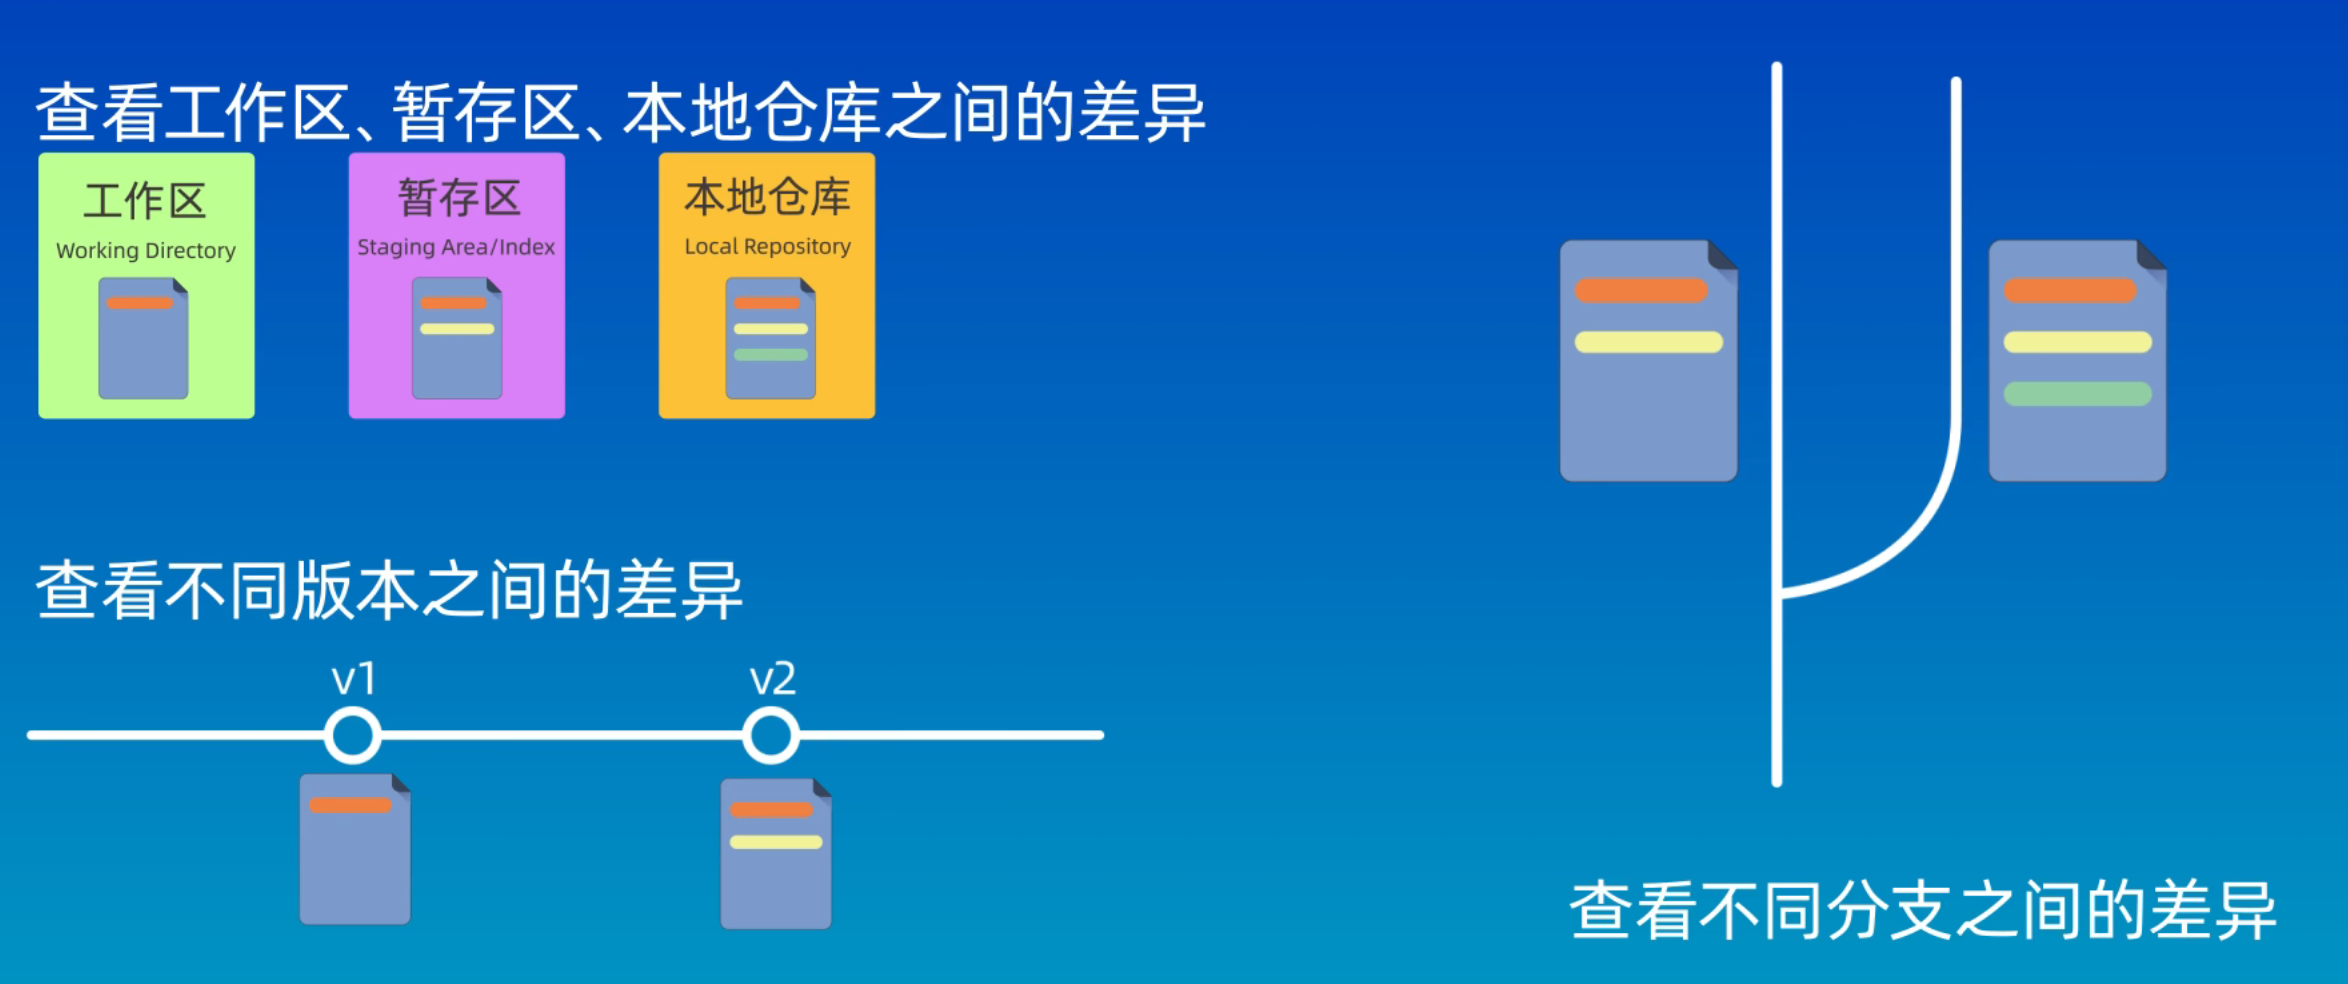 查看工作区、暂存区、本地仓库之间的差异
工作区
Working Directory
暂存区
Staging Area/Index
本地仓库
Local Repository
查看不同版本之间的差异
v1
v2
查看不同分支之间的差异